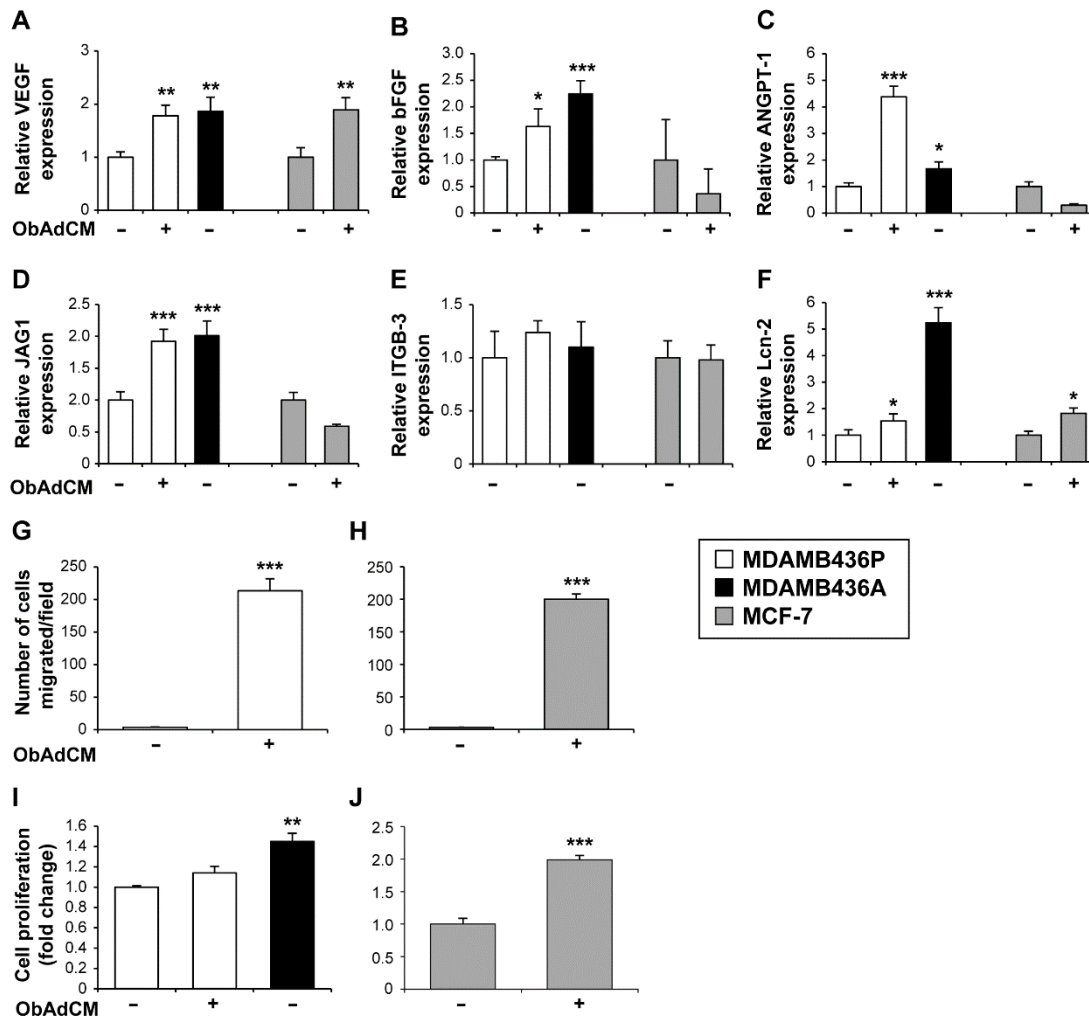 A
Relative VEGF
expression
3
2
1
0
** ** **
ObAdCM – + – – +
B
Relative bFGF
expression
3.0
2.5
2.0
1.5
1.0
0.5
0
* ***
– + – – +
C
Relative ANGPT-1
expression
5
4
3
2
1
0
*** *
– + – – +
D
Relative JAG1
expression
2.5
2.0
1.5
2.0
0.5
0
*** ***
ObAdCM – + – – +
E
Relative ITGB-3
expression
1.5
1.0
1.5
0
– – –
F
Relative Lcn-2
expression
6
5
4
3
2
1
0
* *** *
– + – – +
G
Number of cells
migrated/field
250
200
150
100
50
0
***
ObAdCM – +
H
250
200
150
100
50
0
***
– +
MDAMB436P
MDAMB436A
MCF-7
I
Cell proliferation
(fold change)
1.6
1.4
1.2
1.0
0.8
0.6
0.4
0.2
0
**
ObAdCM – + –
J
2.5
2.0
1.5
1.0
0.5
0
***
– +